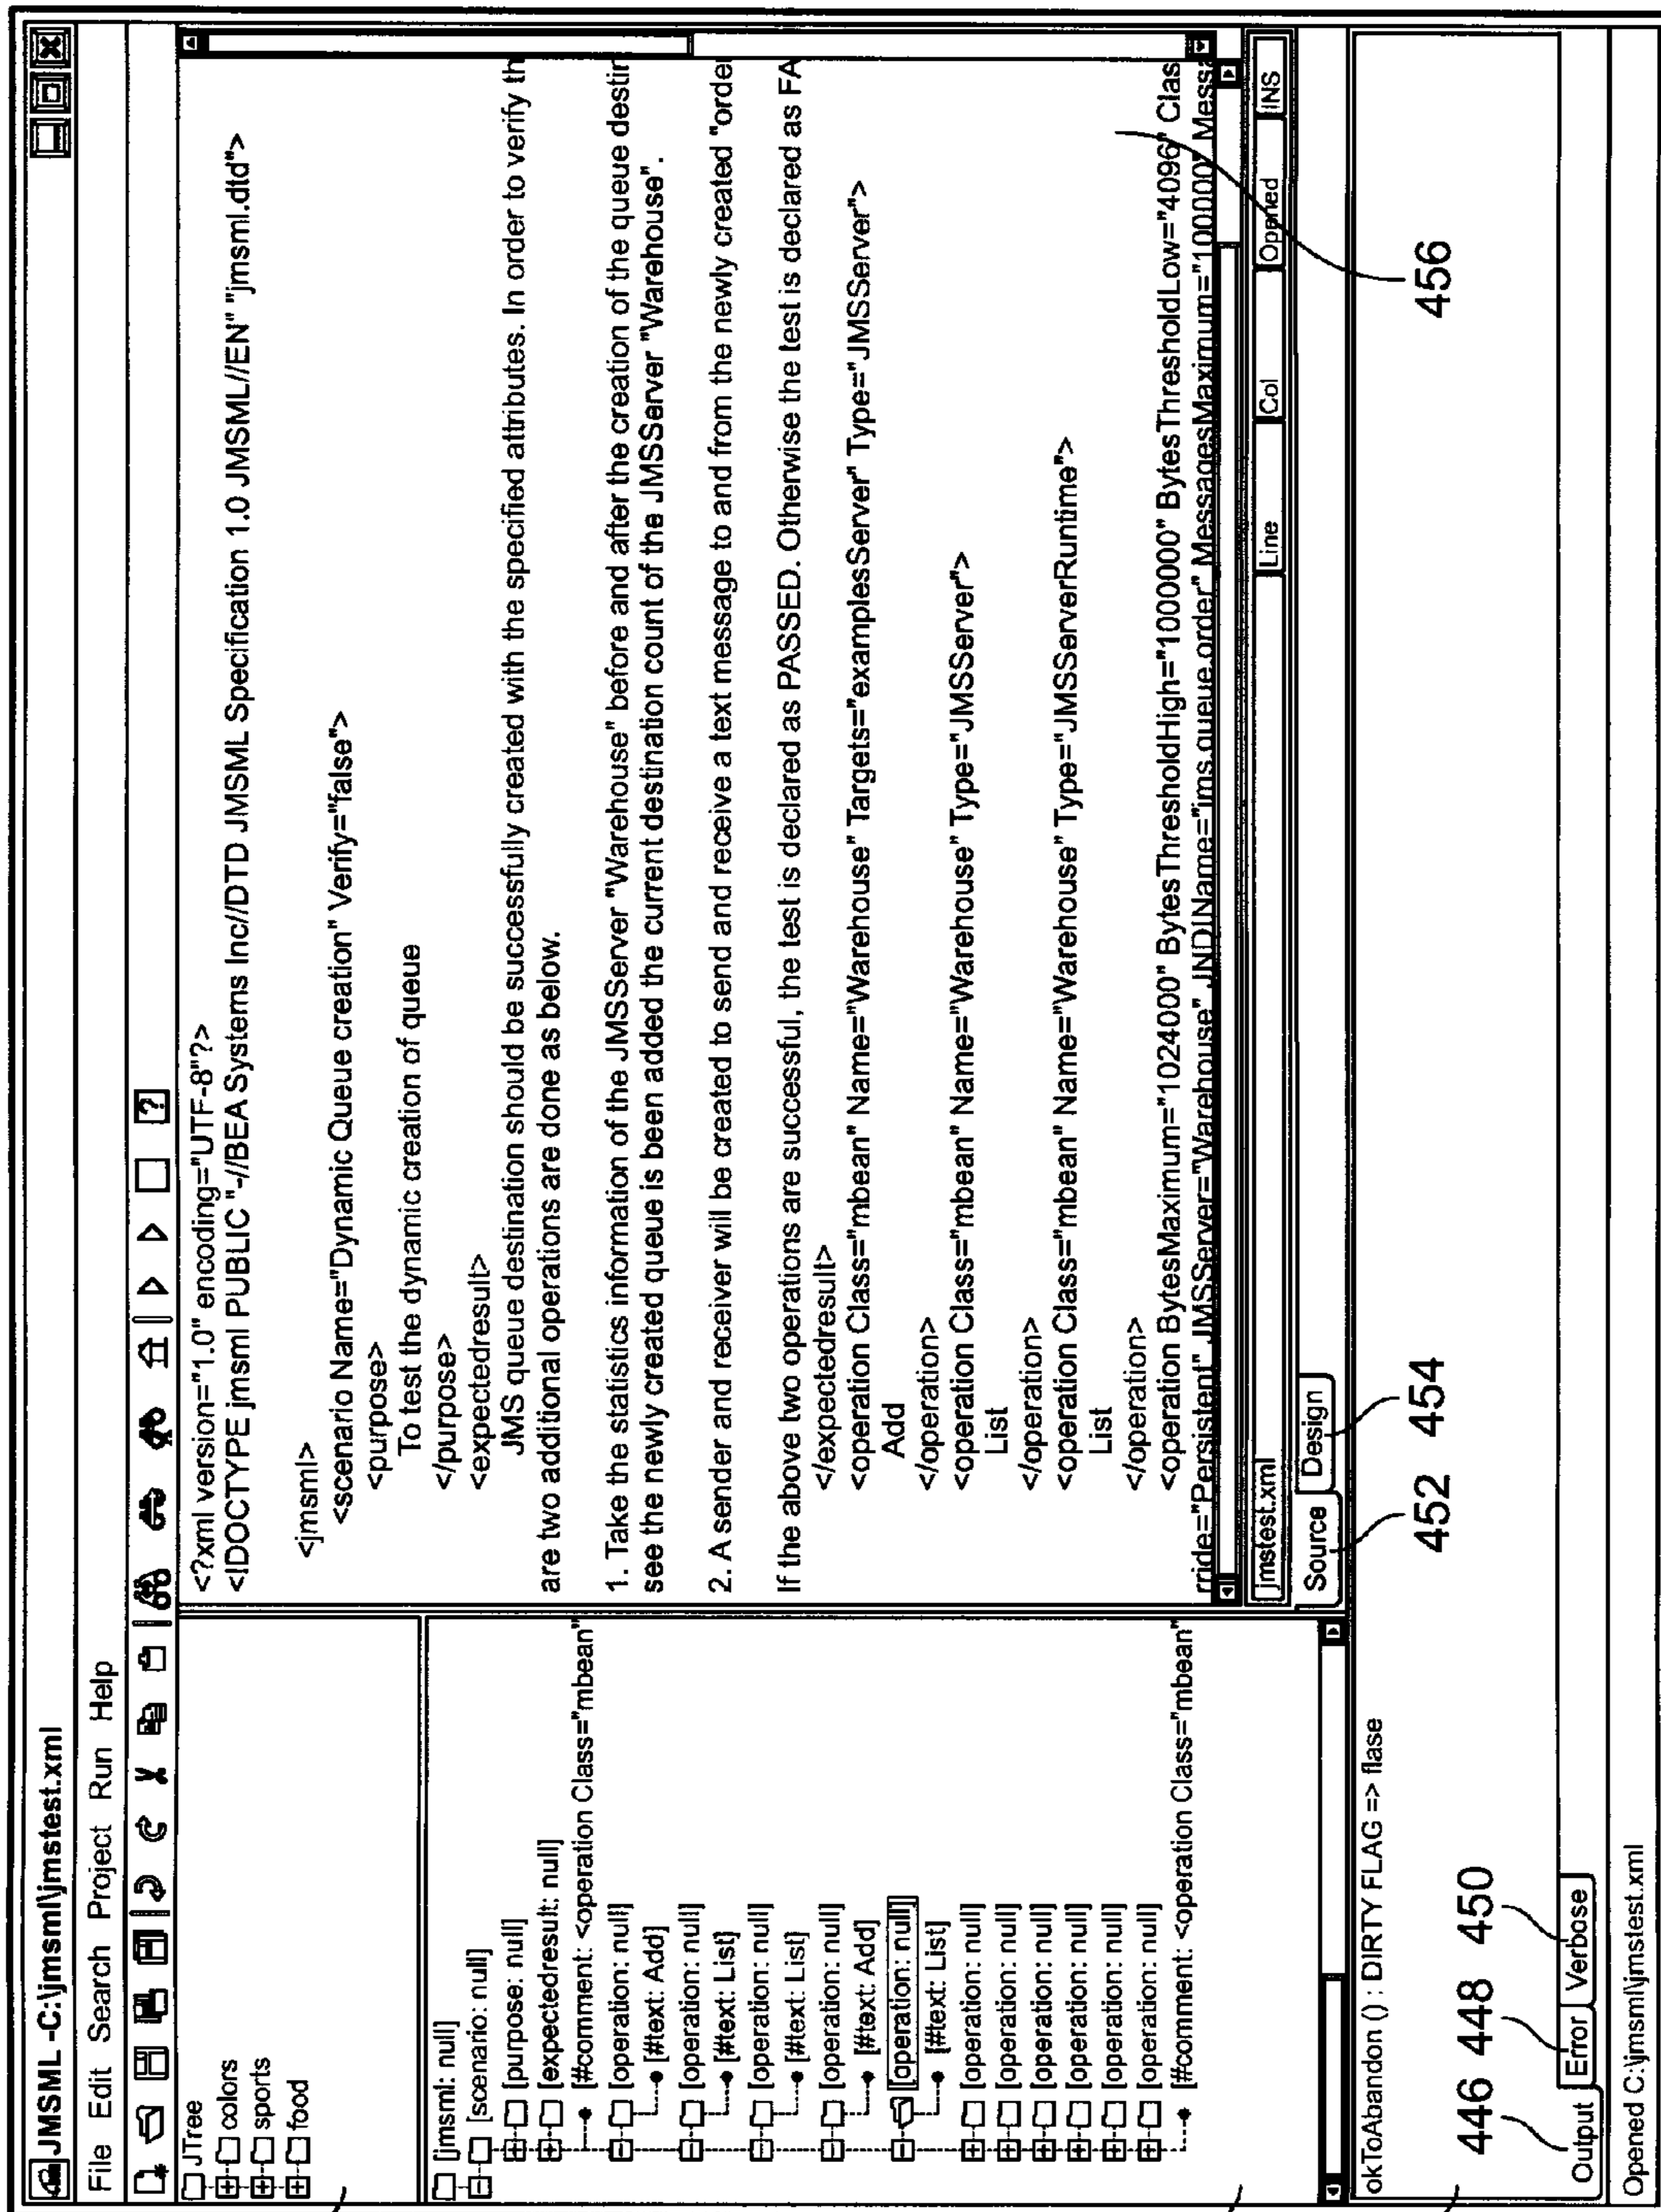 JMSML -C:\jmsml\jmstest.xml
File Edit Search Project Run Help
?
JTree
colors
sports
food
[jmsml: null]
[scenario: null]
[purpose: null]
[expectedresult: null]
[#comment: <operation Class="mbean"
[operation: null]
[#text: Add]
[operation: null]
[#text: List]
[operation: null]
[#text: List]
[operation: null]
[#text: Add]
[operation: null]
[#text: List]
[operation: null]
[operation: null]
[operation: null]
[operation: null]
[operation: null]
[#comment: <operation Class="mbean"
<?xml version="1.0" encoding="UTF-8"?>
<!DOCTYPE jmsml PUBLIC "-//BEA Systems Inc//DTD JMSML Specification 1.0 JMSML//EN" "jmsml.dtd">
<jmsml>
<scenario Name="Dynamic Queue creation" Verify="false">
<purpose>
To test the dynamic creation of queue
</purpose>
<expectedresult>
JMS queue destination should be successfully created with the specified attributes. In order to verify th
are two additional operations are done as below.
1. Take the statistics information of the JMSServer "Warehouse" before and after the creation of the queue destin
see the newly created queue is been added the current destination count of the JMSServer "Warehouse".
2. A sender and receiver will be created to send and receive a text message to and from the newly created "order
If the above two operations are successful, the test is declared as PASSED. Otherwise the test is declared as FA
</expectedresult>
<operation Class="mbean" Name="Warehouse" Targets="examplesServer" Type="JMSServer">
Add
</operation>
<operation Class="mbean" Name="Warehouse" Type="JMSServer">
List
</operation>
<operation Class="mbean" Name="Warehouse" Type="JMSServerRuntime">
List
</operation>
<operation BytesMaximum="1024000" BytesThresholdHigh="1000000" BytesThresholdLow="4096" Clas
rride="Persistent" JMSServer="Warehouse" JNDIName="jms.queue.order" MessagesMaximum="100000" Messa
jmstest.xml Line Col Opened INS
Source Design
452 454 456
okToAbandon () : DIRTY FLAG => flase
446 448 450
Output Error Verbose
Opened C:\jmsml\jmstest.xml